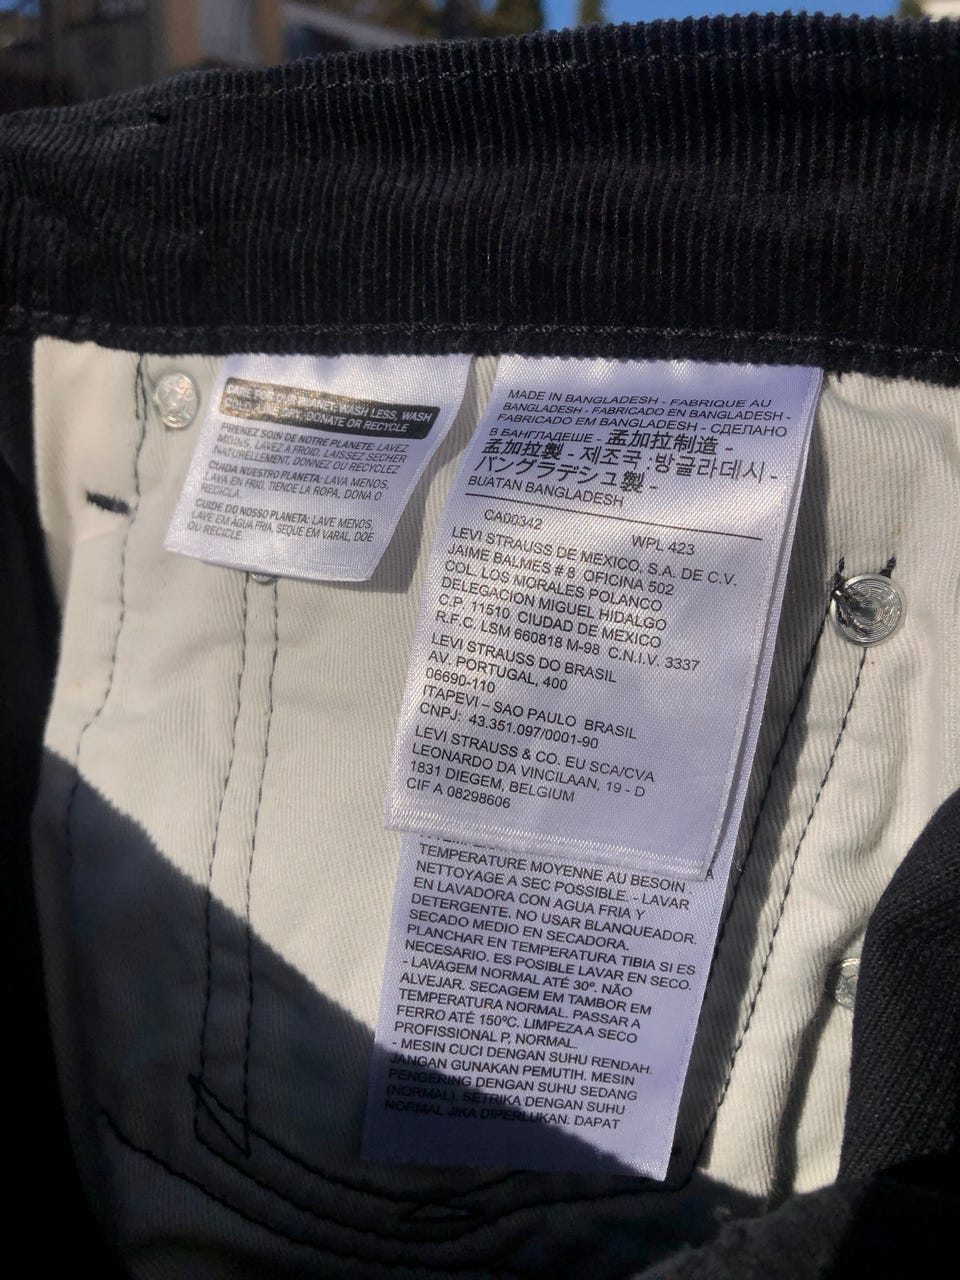 WASH LESS, WASH
DONATE OR RECYCLE
PRENEZ SOIN DE NOTRE PLANETE: LAVEZ
MOINS, LAVEZ A FROID, LAISSEZ SECHER
NATURELLEMENT, DONNEZ OU RECYCLEZ
CUIDA NUESTRO PLANETA: LAVA MENOS,
LAVA EN FRIO, TIENDE LA ROPA, DONA O
RECICLA.
CUIDE DO NOSSO PLANETA: LAVE MENOS,
LAVE EM ÁGUA FRIA, SEQUE EM VARAL, DOE
OU RECICLE.
MADE IN BANGLADESH - FABRIQUE AU
BANGLADESH - FABRICADO EN BANGLADESH -
FABRICADO EM BANGLADESH - СДЕЛАНО
В БАНГЛАДЕШЕ - 孟加拉制造 -
孟加拉製 - 제조국 : 방글라데시 -
バングラデシュ製 -
BUATAN BANGLADESH
CA00342
WPL 423
LEVI STRAUSS DE MEXICO. S.A. DE C.V.
JAIME BALMES # 8 OFICINA 502
COL. LOS MORALES POLANCO
DELEGACION MIGUEL HIDALGO
C.P. 11510 CIUDAD DE MEXICO
R.F.C. LSM 660818 M-98 C.N.I.V. 3337
LEVI STRAUSS DO BRASIL
AV. PORTUGAL, 400
06690-110
ITAPEVI – SAO PAULO BRASIL
CNPJ: 43.351.097/0001-90
LEVI STRAUSS & CO. EU SCA/CVA
LEONARDO DA VINCILAAN, 19 - D
1831 DIEGEM, BELGIUM
CIF A 08298606
TEMPERATURE MOYENNE AU BESOIN. A
NETTOYAGE A SEC POSSIBLE. - LAVAR
EN LAVADORA CON AGUA FRIA Y
DETERGENTE. NO USAR BLANQUEADOR.
SECADO MEDIO EN SECADORA.
PLANCHAR EN TEMPERATURA TIBIA SI ES
NECESARIO. ES POSIBLE LAVAR EN SECO.
- LAVAGEM NORMAL ATÉ 30º. NÃO
ALVEJAR. SECAGEM EM TAMBOR EM
TEMPERATURA NORMAL. PASSAR A
FERRO ATÉ 150ºC. LIMPEZA A SECO
PROFISSIONAL P, NORMAL.
- MESIN CUCI DENGAN SUHU RENDAH.
JANGAN GUNAKAN PEMUTIH. MESIN
PENGERING DENGAN SUHU SEDANG
(NORMAL). SETRIKA DENGAN SUHU
NORMAL JIKA DIPERLUKAN. DAPAT